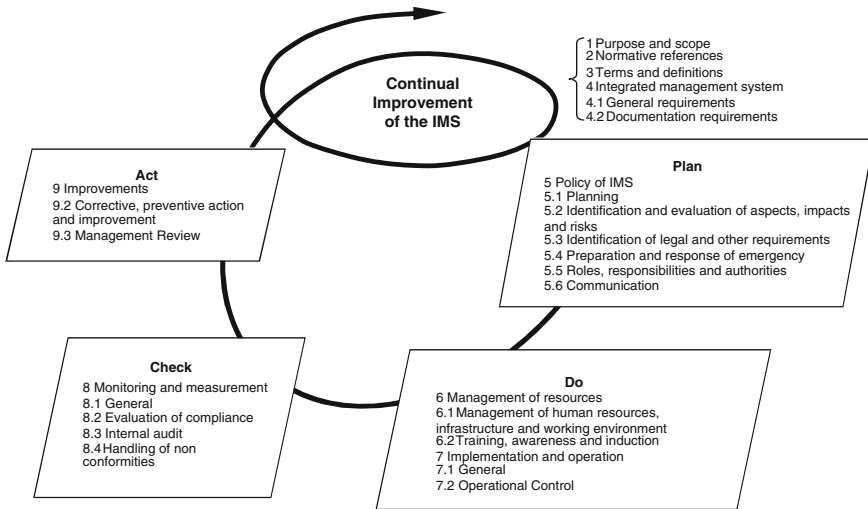 Continual
Improvement
of the IMS
1 Purpose and scope
2 Normative references
3 Terms and definitions
4 Integrated management system
4.1 General requirements
4.2 Documentation requirements
Plan
5 Policy of IMS
5.1 Planning
5.2 Identification and evaluation of aspects, impacts
and risks
5.3 Identification of legal and other requirements
5.4 Preparation and response of emergency
5.5 Roles, responsibilities and authorities
5.6 Communication
Do
6 Management of resources
6.1 Management of human resources,
infrastructure and working environment
6.2 Training, awareness and induction
7 Implementation and operation
7.1 General
7.2 Operational Control
Check
8 Monitoring and measurement
8.1 General
8.2 Evaluation of compliance
8.3 Internal audit
8.4 Handling of non
conformities
Act
9 Improvements
9.2 Corrective, preventive action
and improvement
9.3 Management Review